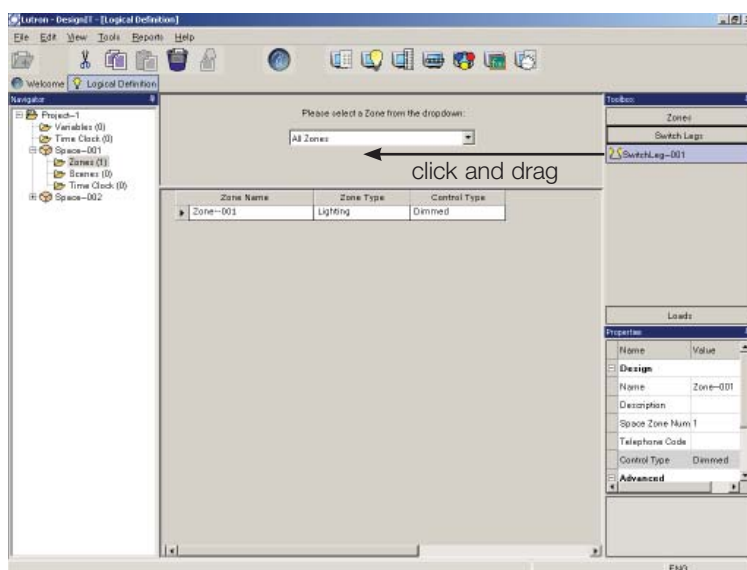 Lutron - DesignIT - [Logical Definition]
File Edit View Tools Reports Help
Welcome Logical Definition
Navigator
Project-1
Variables (0)
Time Clock (0)
Space-001
Zones (1)
Scenes (0)
Time Clock (0)
Space-002
Please select a Zone from the dropdown:
All Zones
click and drag
Zone Name Zone Type Control Type
Zone--001 Lighting Dimmed
Toolbox
Zones
Switch Legs
SwitchLeg-001
Loads
Properties
Name Value
Design
Name Zone--001
Description
Space Zone Num 1
Telephone Code
Control Type Dimmed
Advanced
ENG